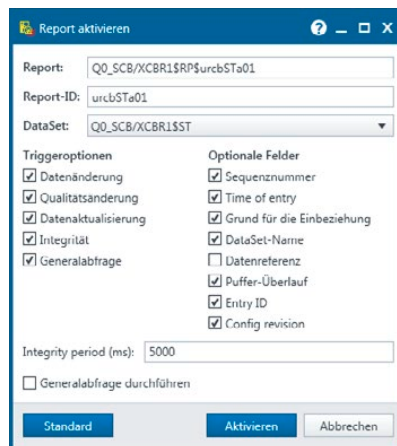 Report aktivieren
Report: Q0_SCB/XCBR1$RP$urcbSTa01
Report-ID: urcbSTa01
DataSet: Q0_SCB/XCBR1$ST
Triggeroptionen
Datenänderung
Qualitätsänderung
Datenaktualisierung
Integrität
Generalabfrage
Optionale Felder
Sequenznummer
Time of entry
Grund für die Einbeziehung
DataSet-Name
Datenreferenz
Puffer-Überlauf
Entry ID
Config revision
Integrity period (ms): 5000
Generalabfrage durchführen
Standard Aktivieren Abbrechen